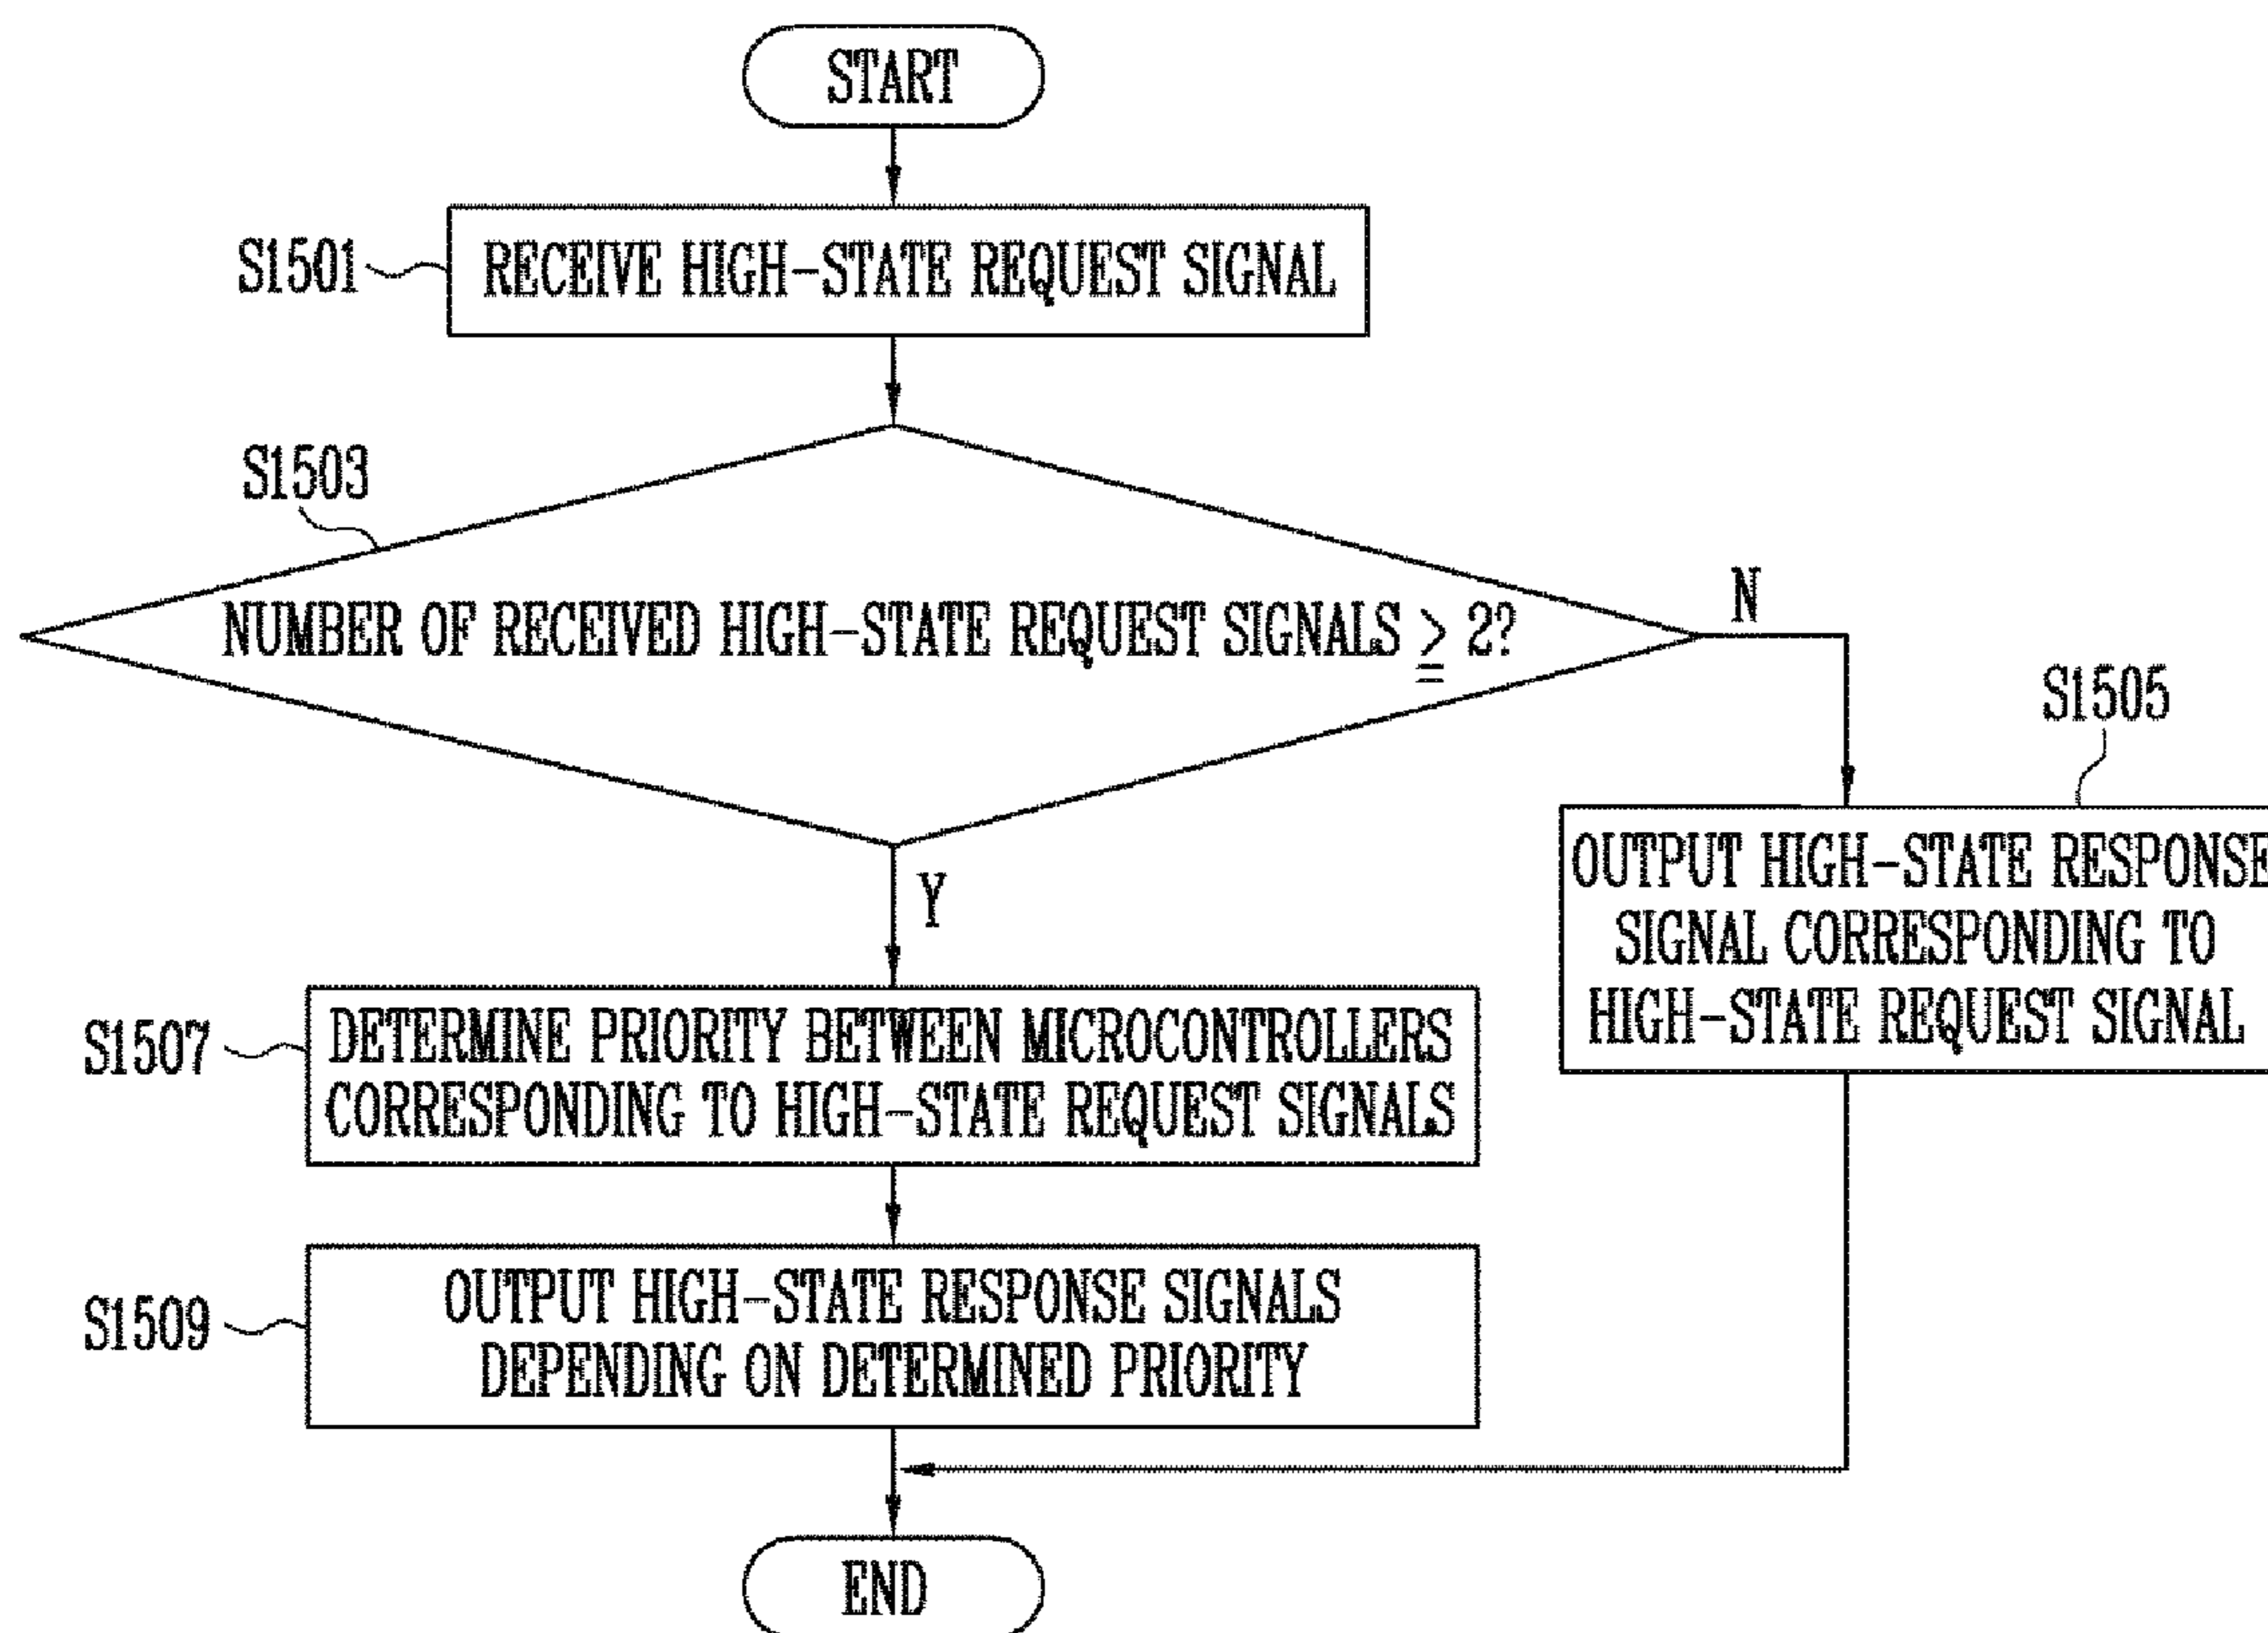 START
S1501
RECEIVE HIGH-STATE REQUEST SIGNAL
S1503
NUMBER OF RECEIVED HIGH-STATE REQUEST SIGNALS ≧ 2?
N
S1505
OUTPUT HIGH-STATE RESPONSE
SIGNAL CORRESPONDING TO
HIGH-STATE REQUEST SIGNAL
Y
S1507
DETERMINE PRIORITY BETWEEN MICROCONTROLLERS
CORRESPONDING TO HIGH-STATE REQUEST SIGNALS
S1509
OUTPUT HIGH-STATE RESPONSE SIGNALS
DEPENDING ON DETERMINED PRIORITY
END